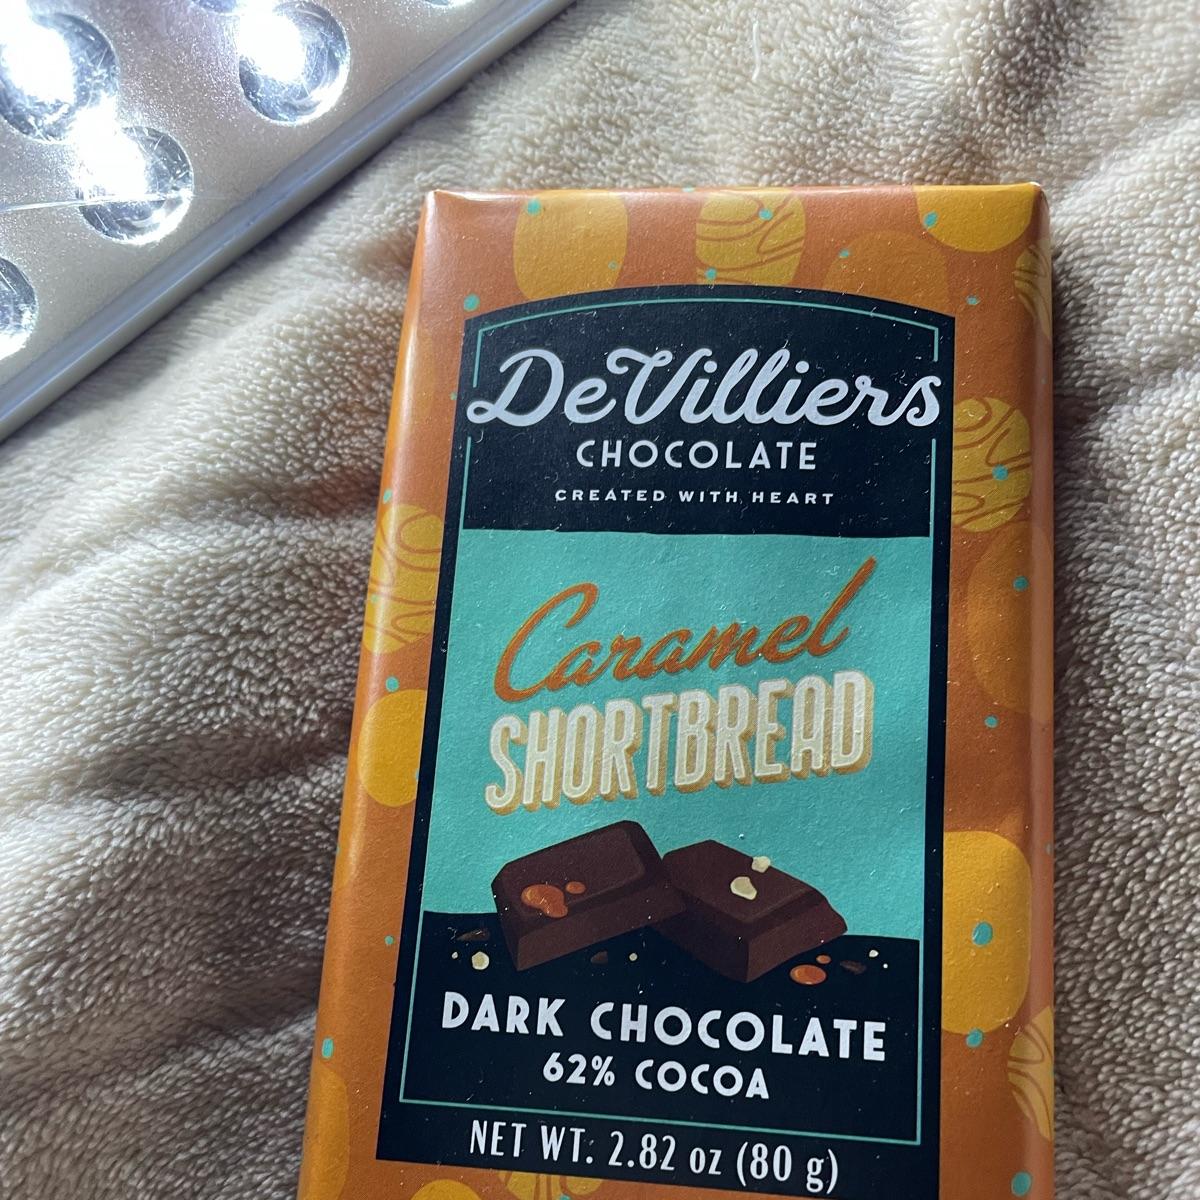 DeVilliers
CHOCOLATE
CREATED WITH HEART
Caramel
SHORTBREAD
DARK CHOCOLATE
62% COCOA
NET WT. 2.82 oz (80 g)